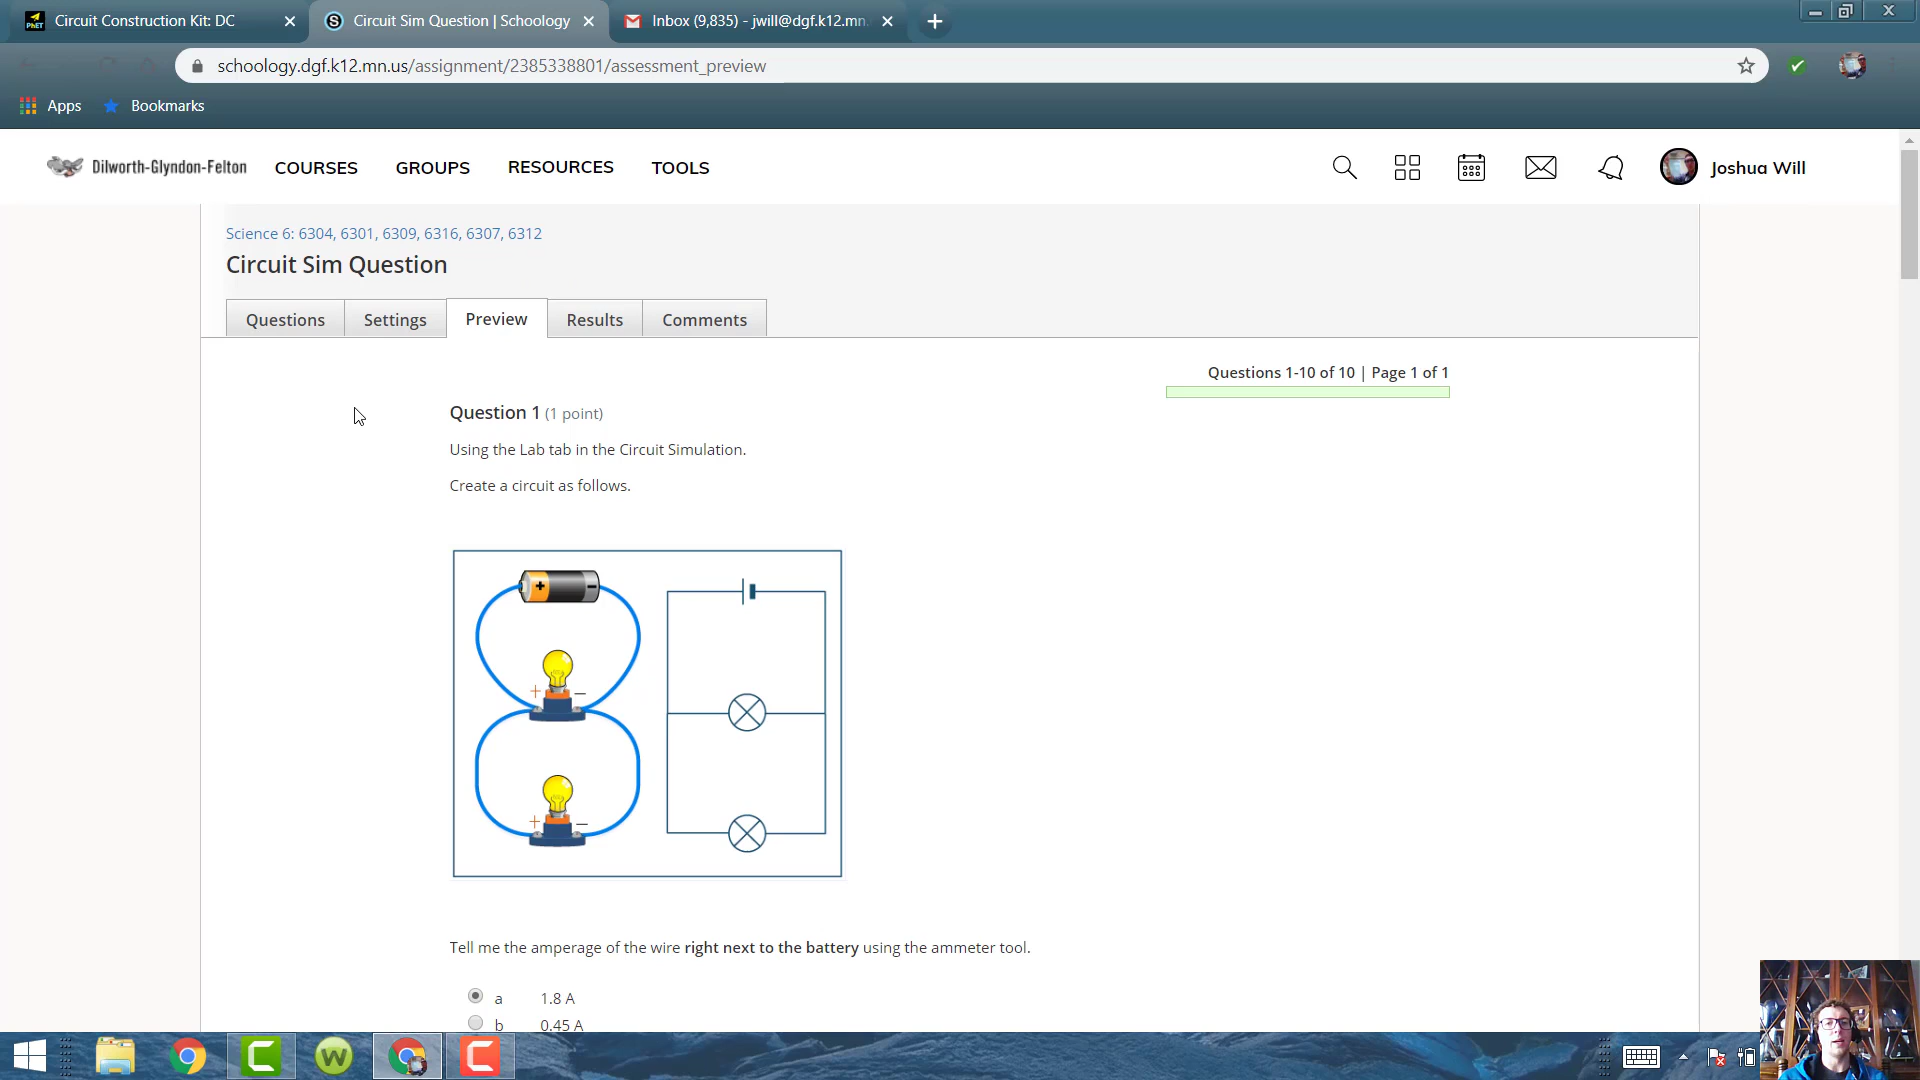 Circuit Construction Kit: DC
Circuit Sim Question | Schoology
Inbox (9,835) - jwill@dgf.k12.mn.
schoology.dgf.k12.mn.us/assignment/2385338801/assessment_preview
Apps
Bookmarks
Dilworth-Glyndon-Felton
COURSES
GROUPS
RESOURCES
TOOLS
Joshua Will
Science 6: 6304, 6301, 6309, 6316, 6307, 6312
Circuit Sim Question
Questions
Settings
Preview
Results
Comments
Questions 1-10 of 10 | Page 1 of 1
Question 1 (1 point)
Using the Lab tab in the Circuit Simulation.
Create a circuit as follows.
+ −
+ −
+ −
Tell me the amperage of the wire right next to the battery using the ammeter tool.
a 1.8 A
b 0.45 A